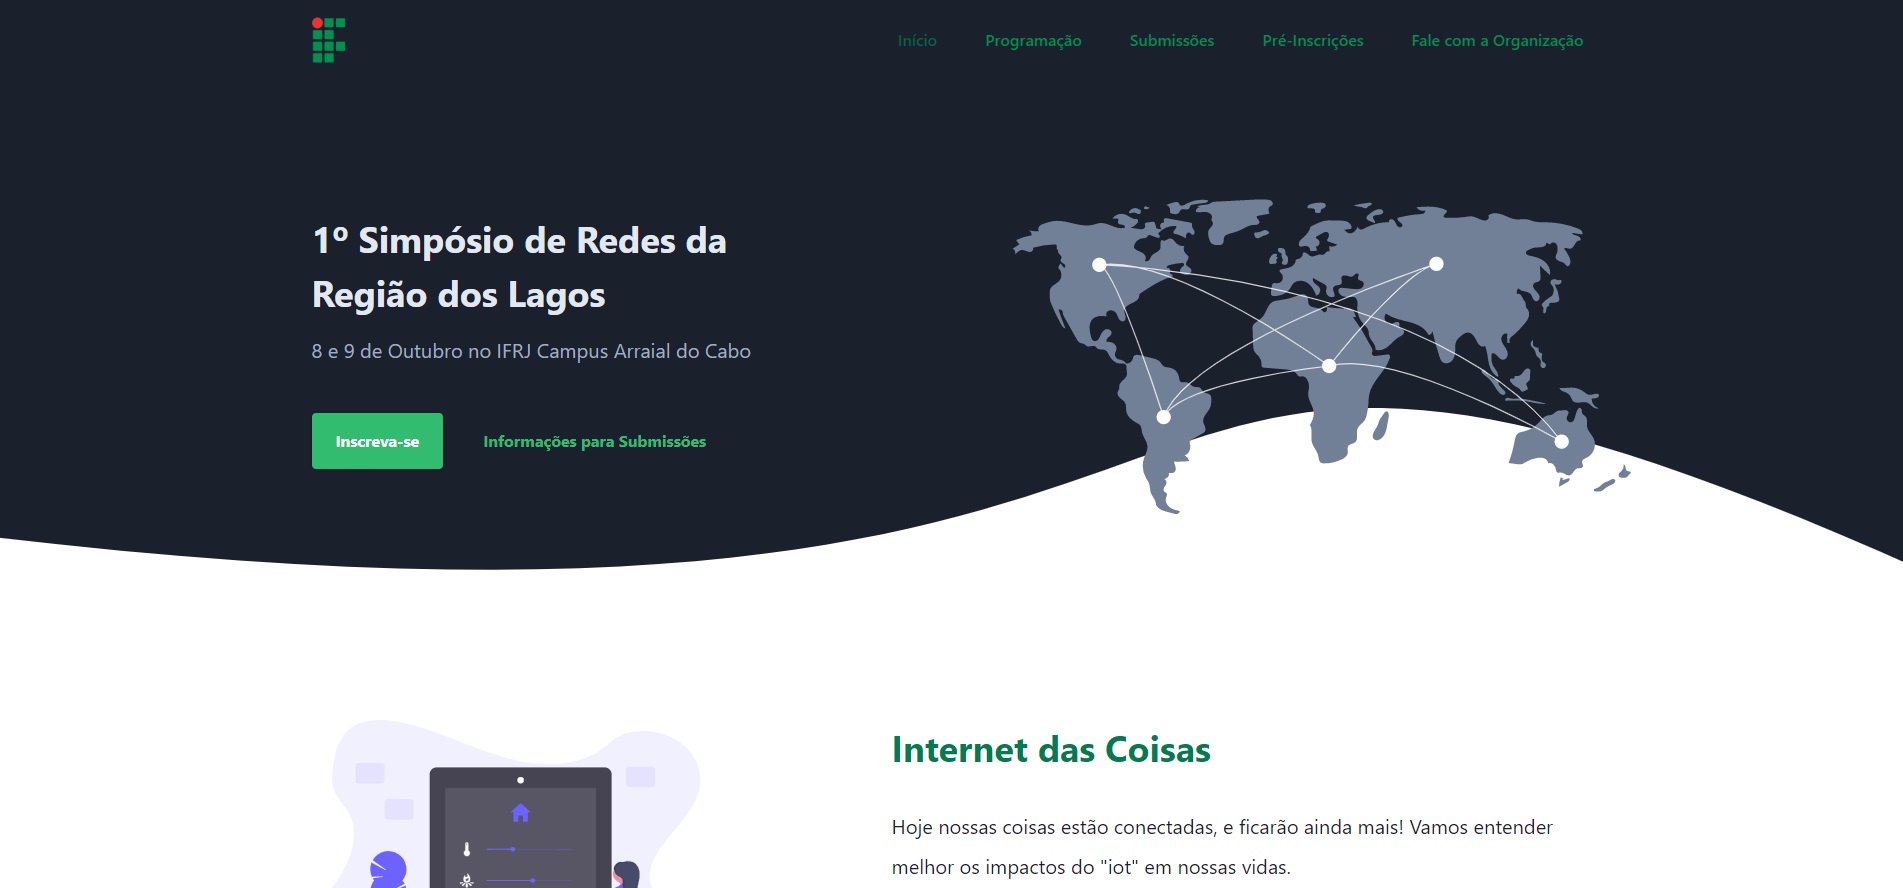 Início Programação Submissões Pré-Inscrições Fale com a Organização
1º Simpósio de Redes da
Região dos Lagos
8 e 9 de Outubro no IFRJ Campus Arraial do Cabo
Inscreva-se Informações para Submissões
Internet das Coisas
Hoje nossas coisas estão conectadas, e ficarão ainda mais! Vamos entender
melhor os impactos do "iot" em nossas vidas.